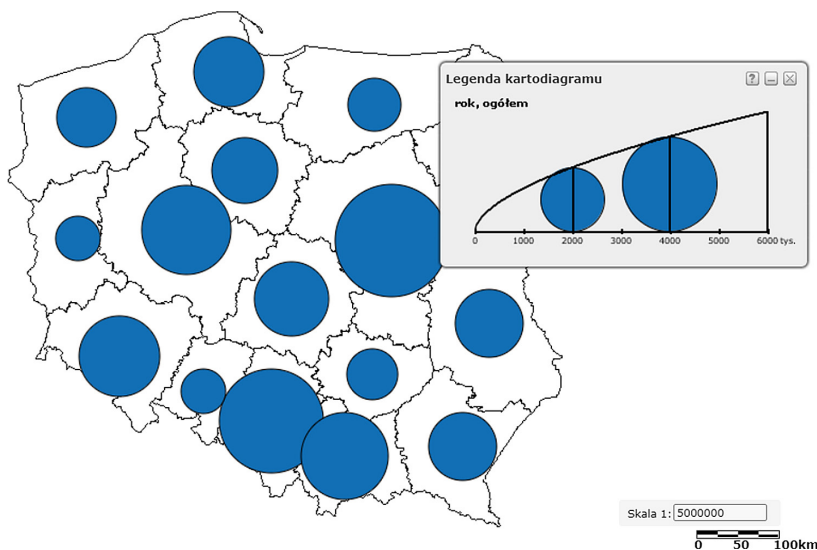 Legenda kartodiagramu
rok, ogółem
0 1000 2000 3000 4000 5000 6000 tys.
Skala 1: 5000000
0 50 100km